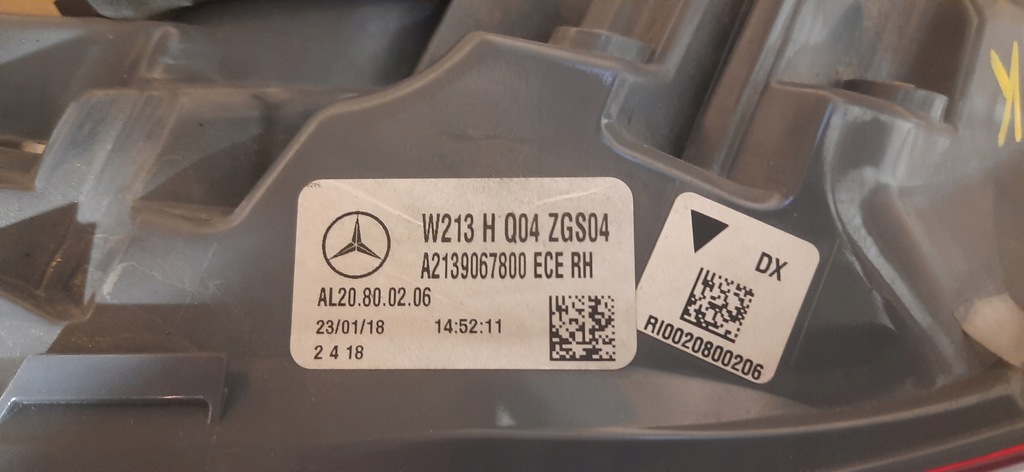 W213 H Q04 ZGS04
A2139067800 ECE RH
AL20.80.02.06
23/01/18 14:52:11
2 4 18
DX
RI0020800206
K